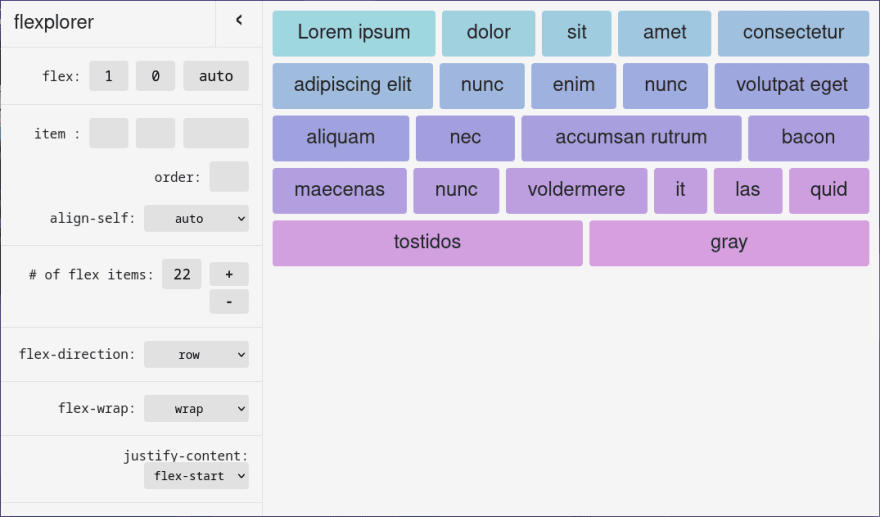 flexplorer <
flex: 1 0 auto
item :
order:
align-self: auto
# of flex items: 22 +
-
flex-direction: row
flex-wrap: wrap
justify-content:
flex-start
Lorem ipsum dolor sit amet consectetur
adipiscing elit nunc enim nunc volutpat eget
aliquam nec accumsan rutrum bacon
maecenas nunc voldermere it las quid
tostidos gray